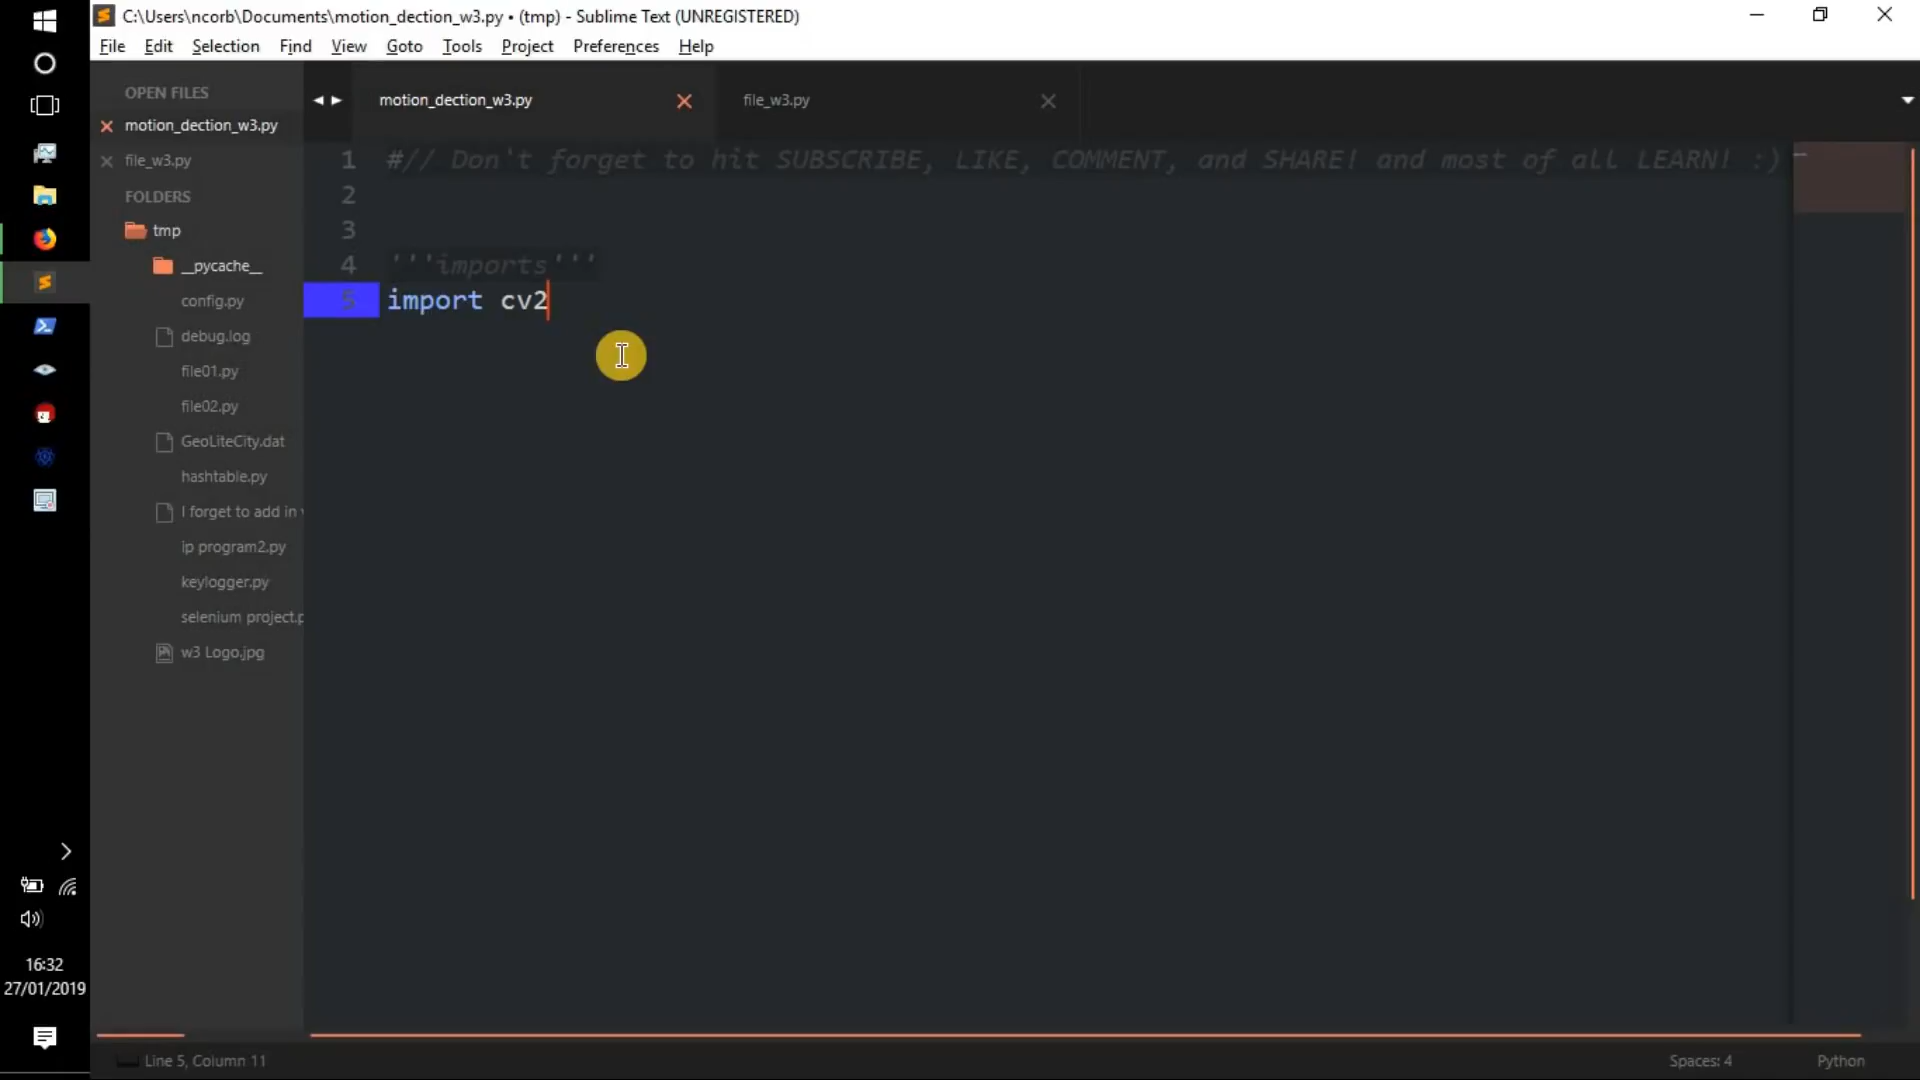 C:\Users\ncorb\Documents\motion_dection_w3.py • (tmp) - Sublime Text (UNREGISTERED)
File Edit Selection Find View Goto Tools Project Preferences Help
OPEN FILES
motion_dection_w3.py
file_w3.py
FOLDERS
tmp
__pycache__
config.py
debug.log
file01.py
file02.py
GeoLiteCity.dat
hashtable.py
I forget to add in
ip program2.py
keylogger.py
selenium project.p
w3 Logo.jpg
motion_dection_w3.py
file_w3.py
1 #// Don't forget to hit SUBSCRIBE, LIKE, COMMENT, and SHARE! and most of all LEARN! :)
2
3
4 '''imports'''
5 import cv2
16:32
27/01/2019
Line 5, Column 11
Spaces: 4
Python